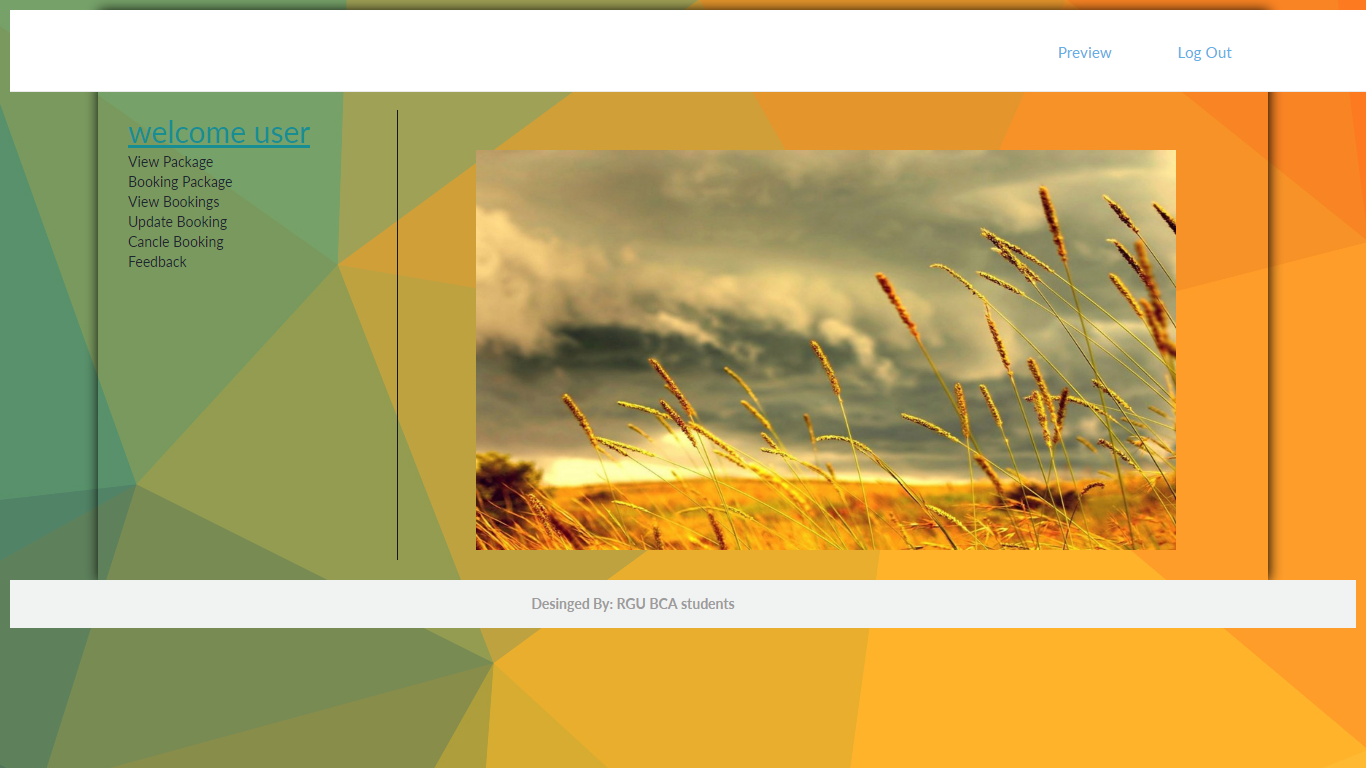 Preview Log Out
welcome user
View Package
Booking Package
View Bookings
Update Booking
Cancle Booking
Feedback
Desinged By: RGU BCA students